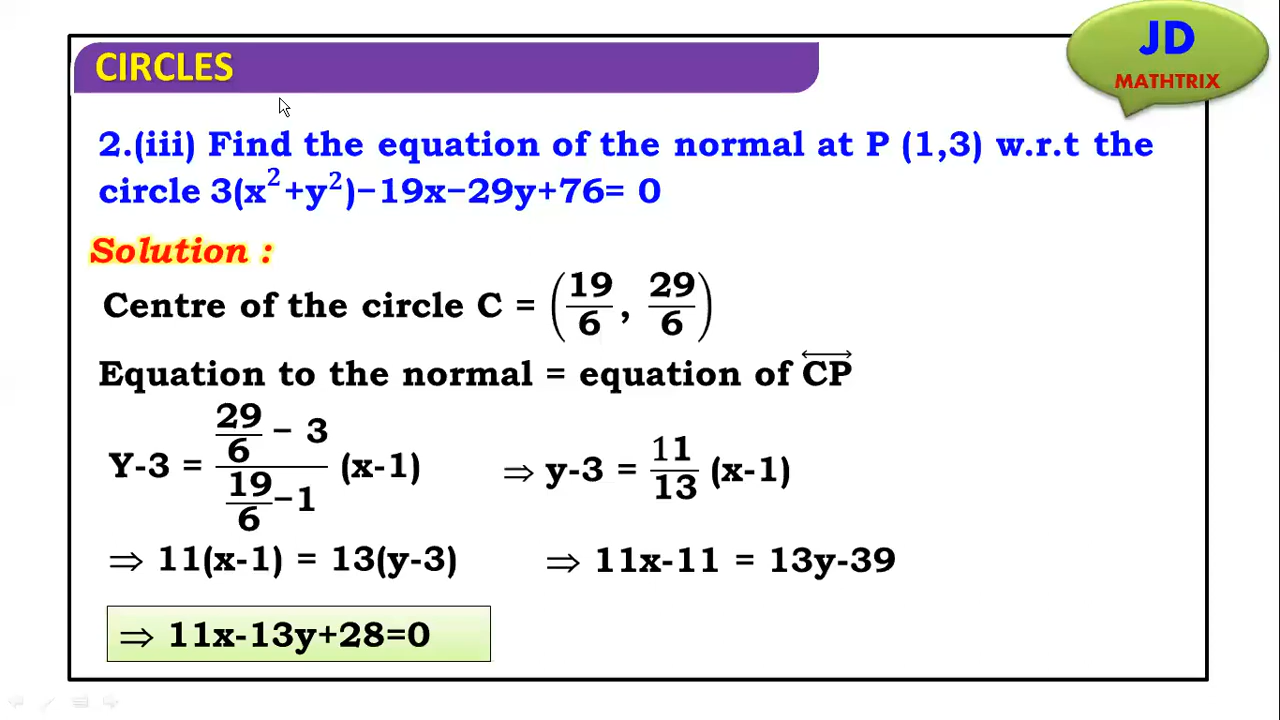 CIRCLES
JD
MATHTRIX
2.(iii) Find the equation of the normal at P (1,3) w.r.t the
circle 3(x²+y²)−19x−29y+76= 0
Solution :
Centre of the circle C = (19/6, 29/6)
Equation to the normal = equation of \overleftrightarrow{CP}
Y-3 = (29/6 − 3)/(19/6 −1) (x-1) ⇒ y-3 = 11/13 (x-1)
⇒ 11(x-1) = 13(y-3) ⇒ 11x-11 = 13y-39
⇒ 11x-13y+28=0